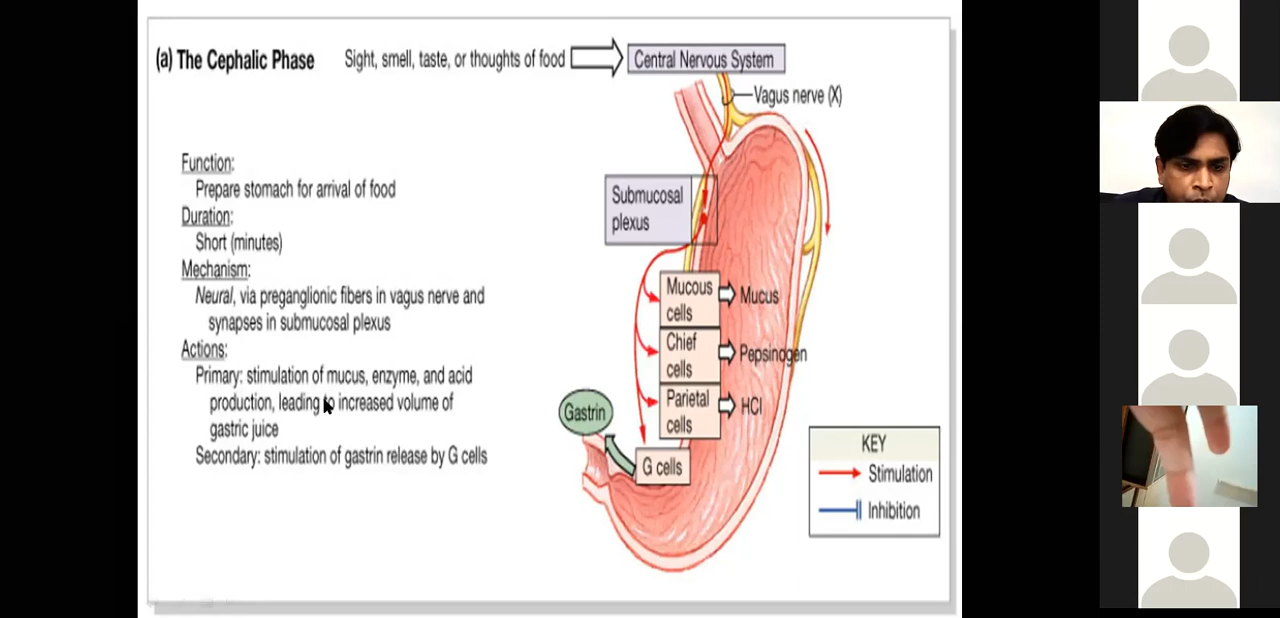 (a) The Cephalic Phase
Sight, smell, taste, or thoughts of food
Central Nervous System
Vagus nerve (X)
Function:
Prepare stomach for arrival of food
Duration:
Short (minutes)
Mechanism:
Neural, via preganglionic fibers in vagus nerve and
synapses in submucosal plexus
Actions:
Primary: stimulation of mucus, enzyme, and acid
production, leading to increased volume of
gastric juice
Secondary: stimulation of gastrin release by G cells
Submucosal
plexus
Mucous
cells
Mucus
Chief
cells
Pepsinogen
Parietal
cells
HCl
Gastrin
G cells
KEY
Stimulation
Inhibition